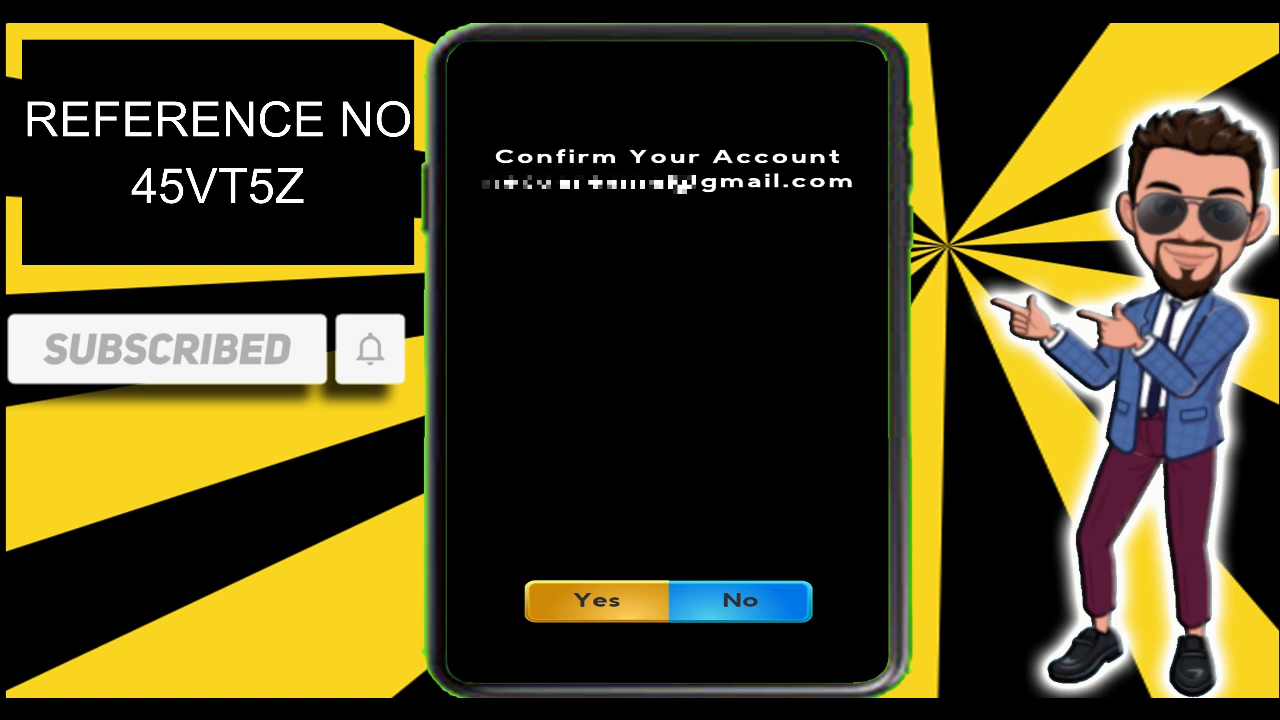 REFERENCE NO
45VT5Z
SUBSCRIBED
Confirm Your Account
gmail.com
Yes
No